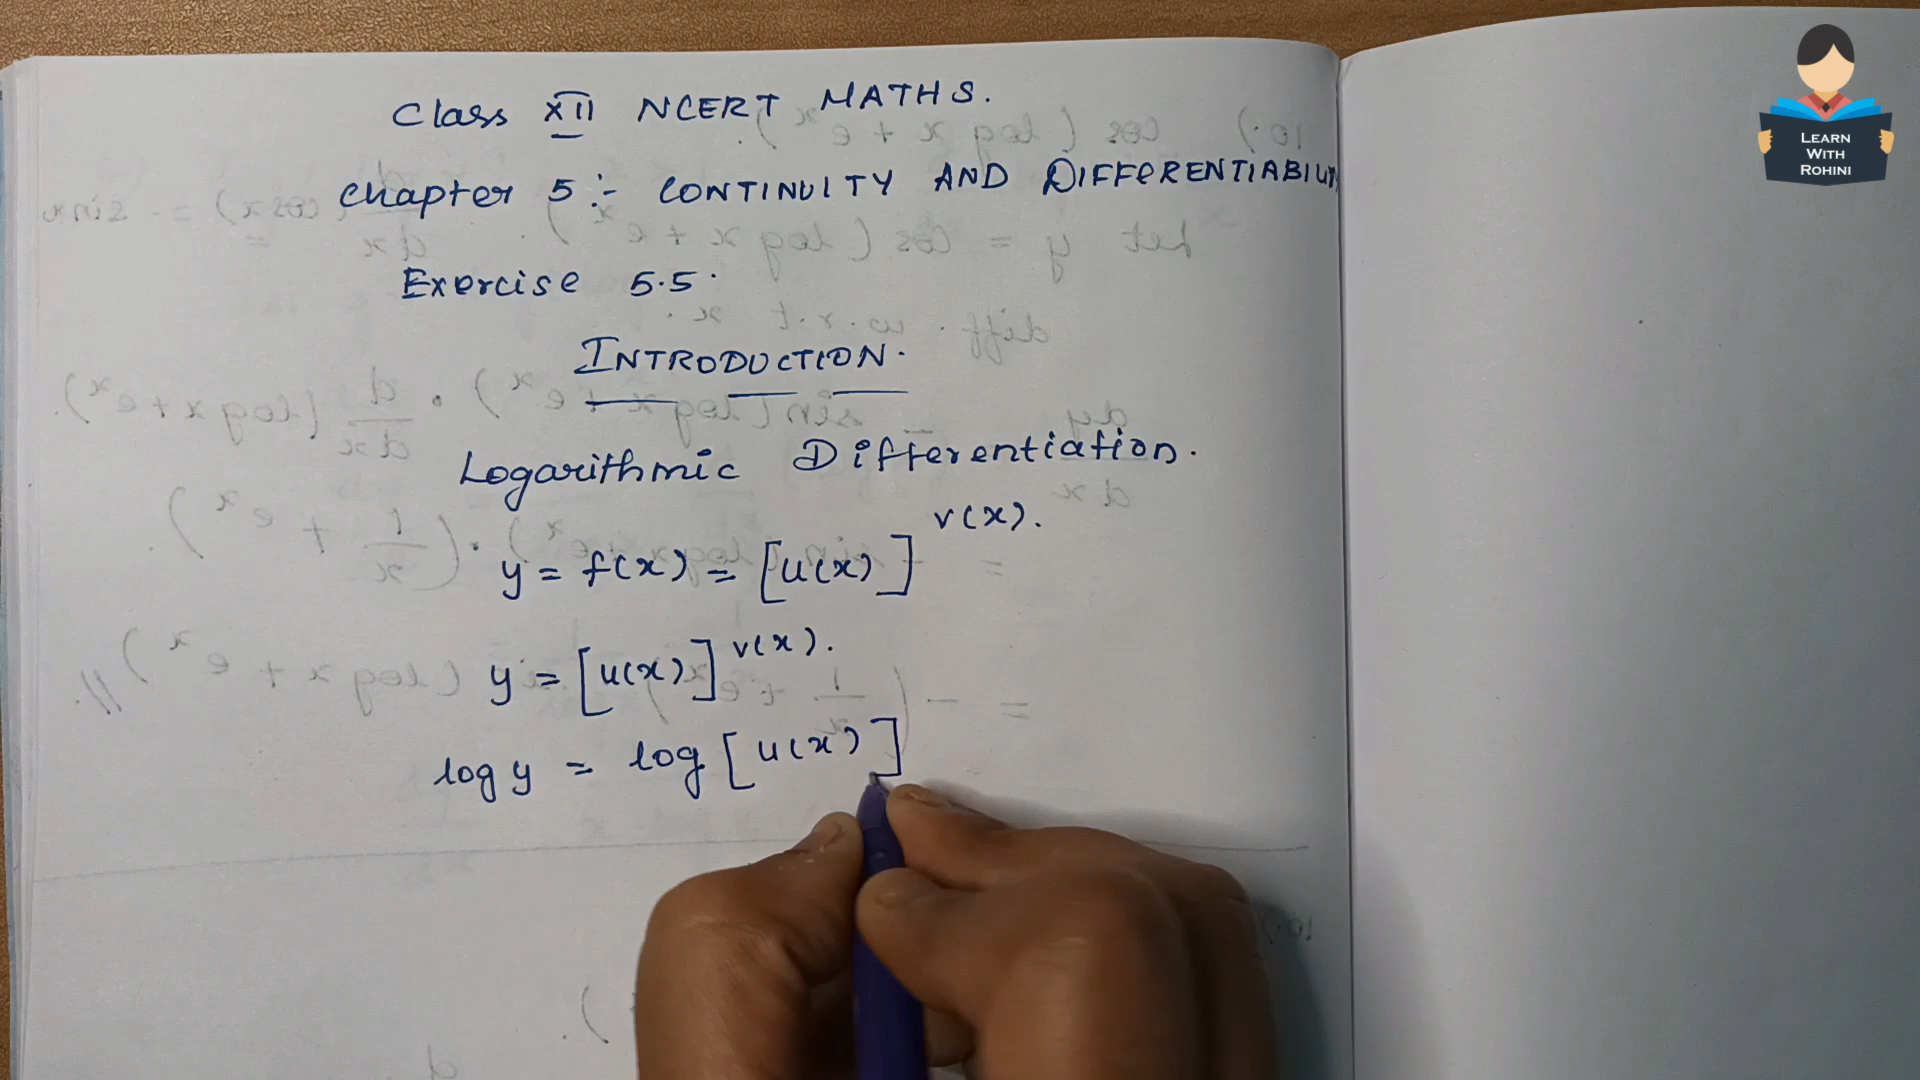 Class XII NCERT MATHS.
Chapter 5:- CONTINUITY AND DIFFERENTIABILITY
Exercise 5.5.
INTRODUCTION.
Logarithmic Differentiation.
y = f(x) = [u(x)]^v(x).
y = [u(x)]^v(x).
log y = log [u(x)]
LEARN
WITH
ROHINI